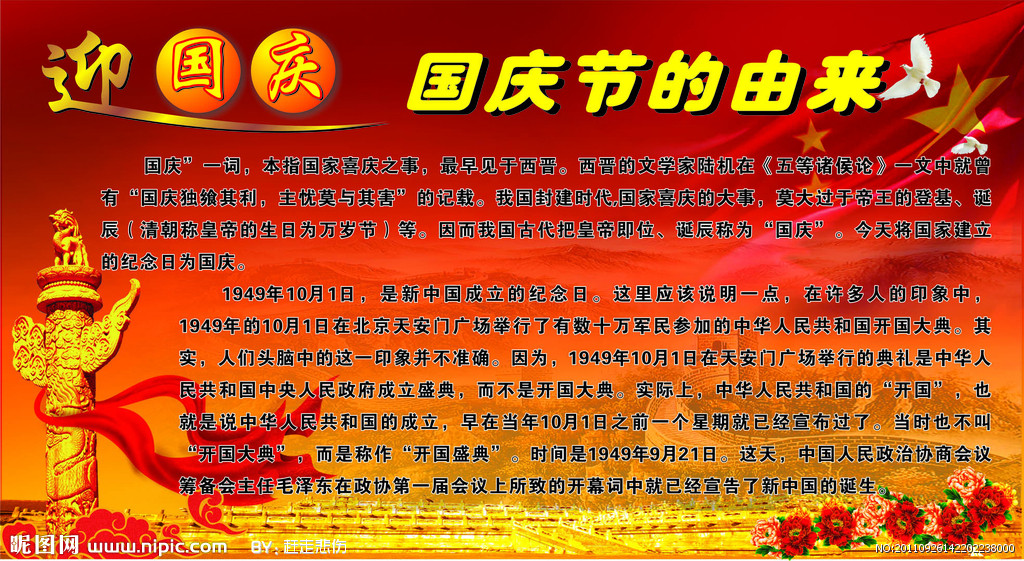 迎国庆
国庆节的由来
国庆”一词，本指国家喜庆之事，最早见于西晋。西晋的文学家陆机在《五等诸侯论》一文中就曾
有“国庆独飨其利，主忧莫与其害”的记载。我国封建时代,国家喜庆的大事，莫大过于帝王的登基、诞
辰（清朝称皇帝的生日为万岁节）等。因而我国古代把皇帝即位、诞辰称为“国庆”。今天将国家建立
的纪念日为国庆。
1949年10月1日，是新中国成立的纪念日。这里应该说明一点，在许多人的印象中，
1949年的10月1日在北京天安门广场举行了有数十万军民参加的中华人民共和国开国大典。其
实，人们头脑中的这一印象并不准确。因为，1949年10月1日在天安门广场举行的典礼是中华人
民共和国中央人民政府成立盛典，而不是开国大典。实际上，中华人民共和国的“开国”，也
就是说中华人民共和国的成立，早在当年10月1日之前一个星期就已经宣布过了。当时也不叫
“开国大典”，而是称作“开国盛典”。时间是1949年9月21日。这天，中国人民政治协商会议
筹备会主任毛泽东在政协第一届会议上所致的开幕词中就已经宣告了新中国的诞生。
昵图网 www.nipic.com BY：赶走悲伤
NO:20110926142202238000